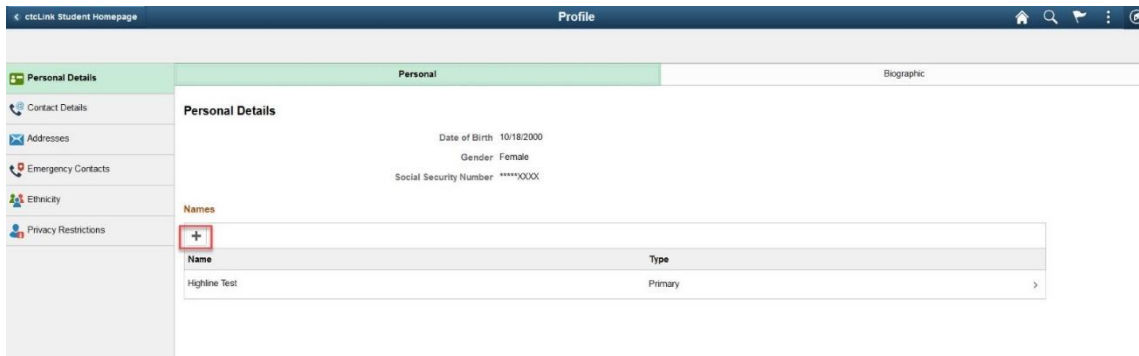 ctcLink Student Homepage
Profile
Personal Details
Contact Details
Addresses
Emergency Contacts
Ethnicity
Privacy Restrictions
Personal
Biographic
Personal Details
Date of Birth 10/18/2000
Gender Female
Social Security Number *****XXXX
Names
+
Name Type
Highline Test Primary